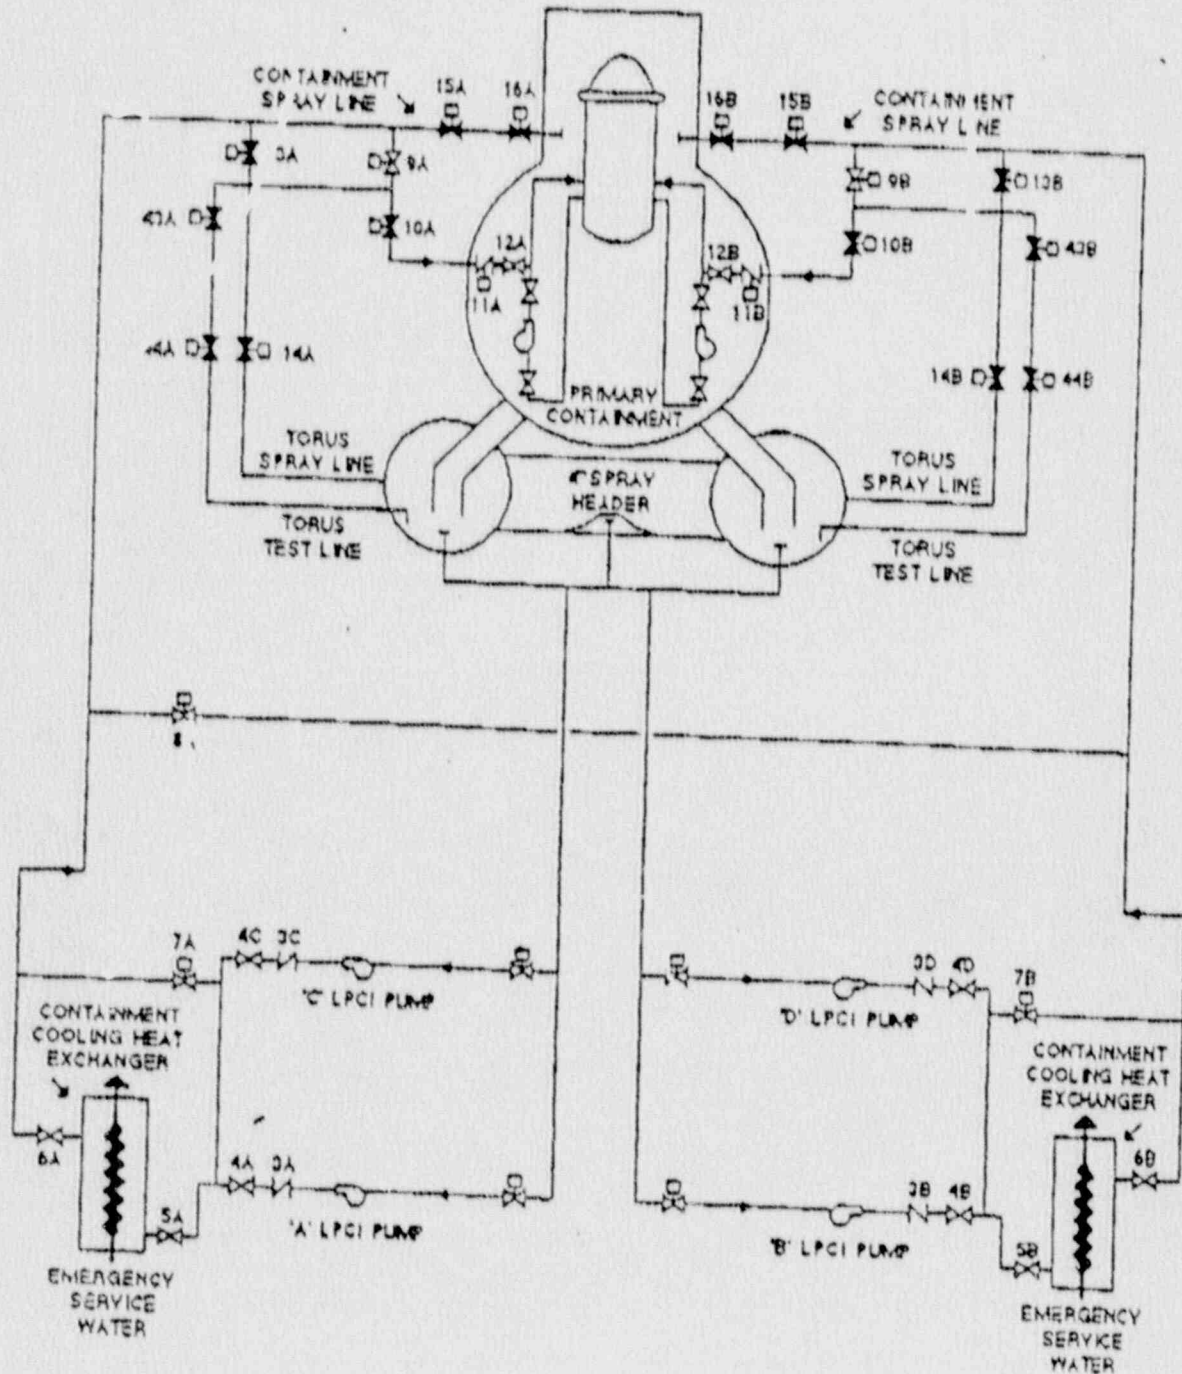 CONTAINMENT
SPRAY LINE
15A
16A
16B
15B
CONTAINMENT
SPRAY LINE
9A
9B
13B
10A
12A
12B
10B
43B
11A
11B
14A
14B
44B
PRIMARY
CONTAINMENT
TORUS
SPRAY LINE
SPRAY
HEADER
TORUS
SPRAY LINE
TORUS
TEST LINE
TORUS
TEST LINE
7A
4C
3C
'C' LPCI PUMP
3D
4D
7B
'D' LPCI PUMP
CONTAINMENT
COOLING HEAT
EXCHANGER
CONTAINMENT
COOLING HEAT
EXCHANGER
6A
4A
3A
5A
'A' LPCI PUMP
3B
4B
6B
'B' LPCI PUMP
5B
EMERGENCY
SERVICE
WATER
EMERGENCY
SERVICE
WATER